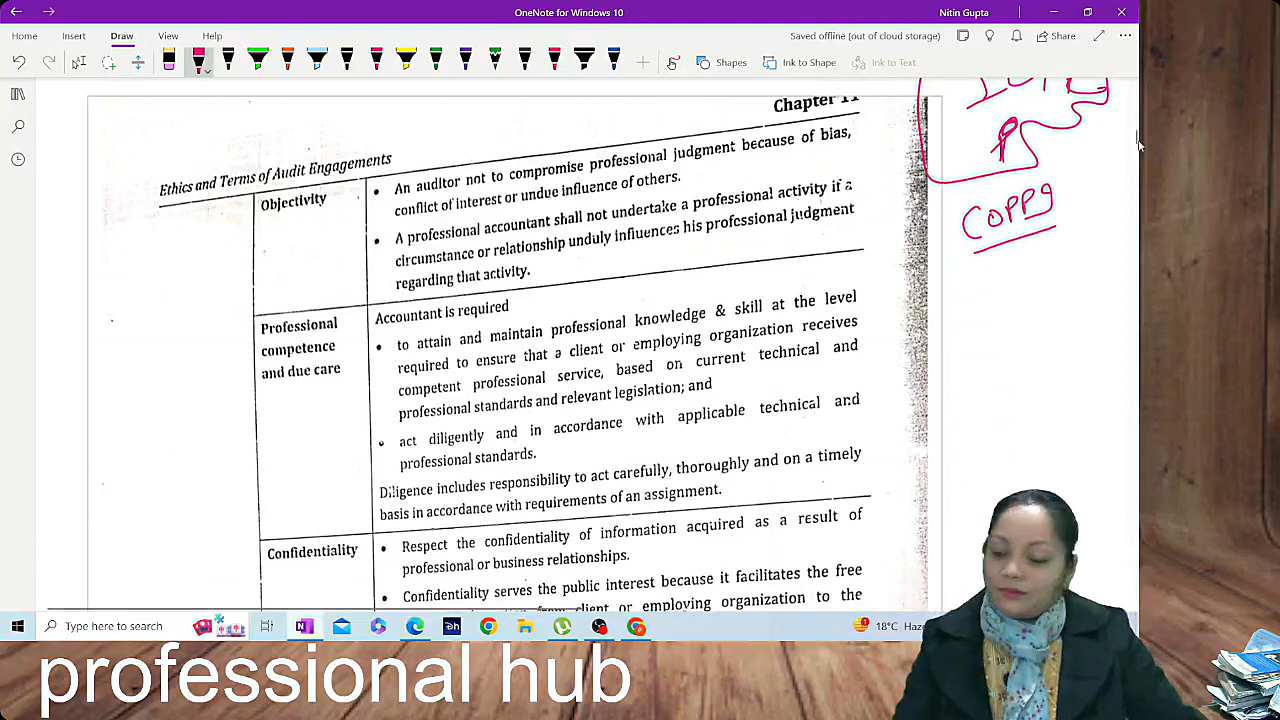 OneNote for Windows 10
Nitin Gupta
Home Insert Draw View Help
Saved offline (out of cloud storage)
Share
Shapes
Ink to Shape
Ink to Text
Chapter 11
Ethics and Terms of Audit Engagements
Objectivity
• An auditor not to compromise professional judgment because of bias,
conflict of interest or undue influence of others.
• A professional accountant shall not undertake a professional activity if a
circumstance or relationship unduly influences his professional judgment
regarding that activity.
Professional
competence
and due care
Accountant is required
• to attain and maintain professional knowledge & skill at the level
required to ensure that a client or employing organization receives
competent professional service, based on current technical and
professional standards and relevant legislation; and
• act diligently and in accordance with applicable technical and
professional standards.
Diligence includes responsibility to act carefully, thoroughly and on a timely
basis in accordance with requirements of an assignment.
Confidentiality
• Respect the confidentiality of information acquired as a result of
professional or business relationships.
• Confidentiality serves the public interest because it facilitates the free
from client or employing organization to the
P
Type here to search
18°C Haze
professional hub